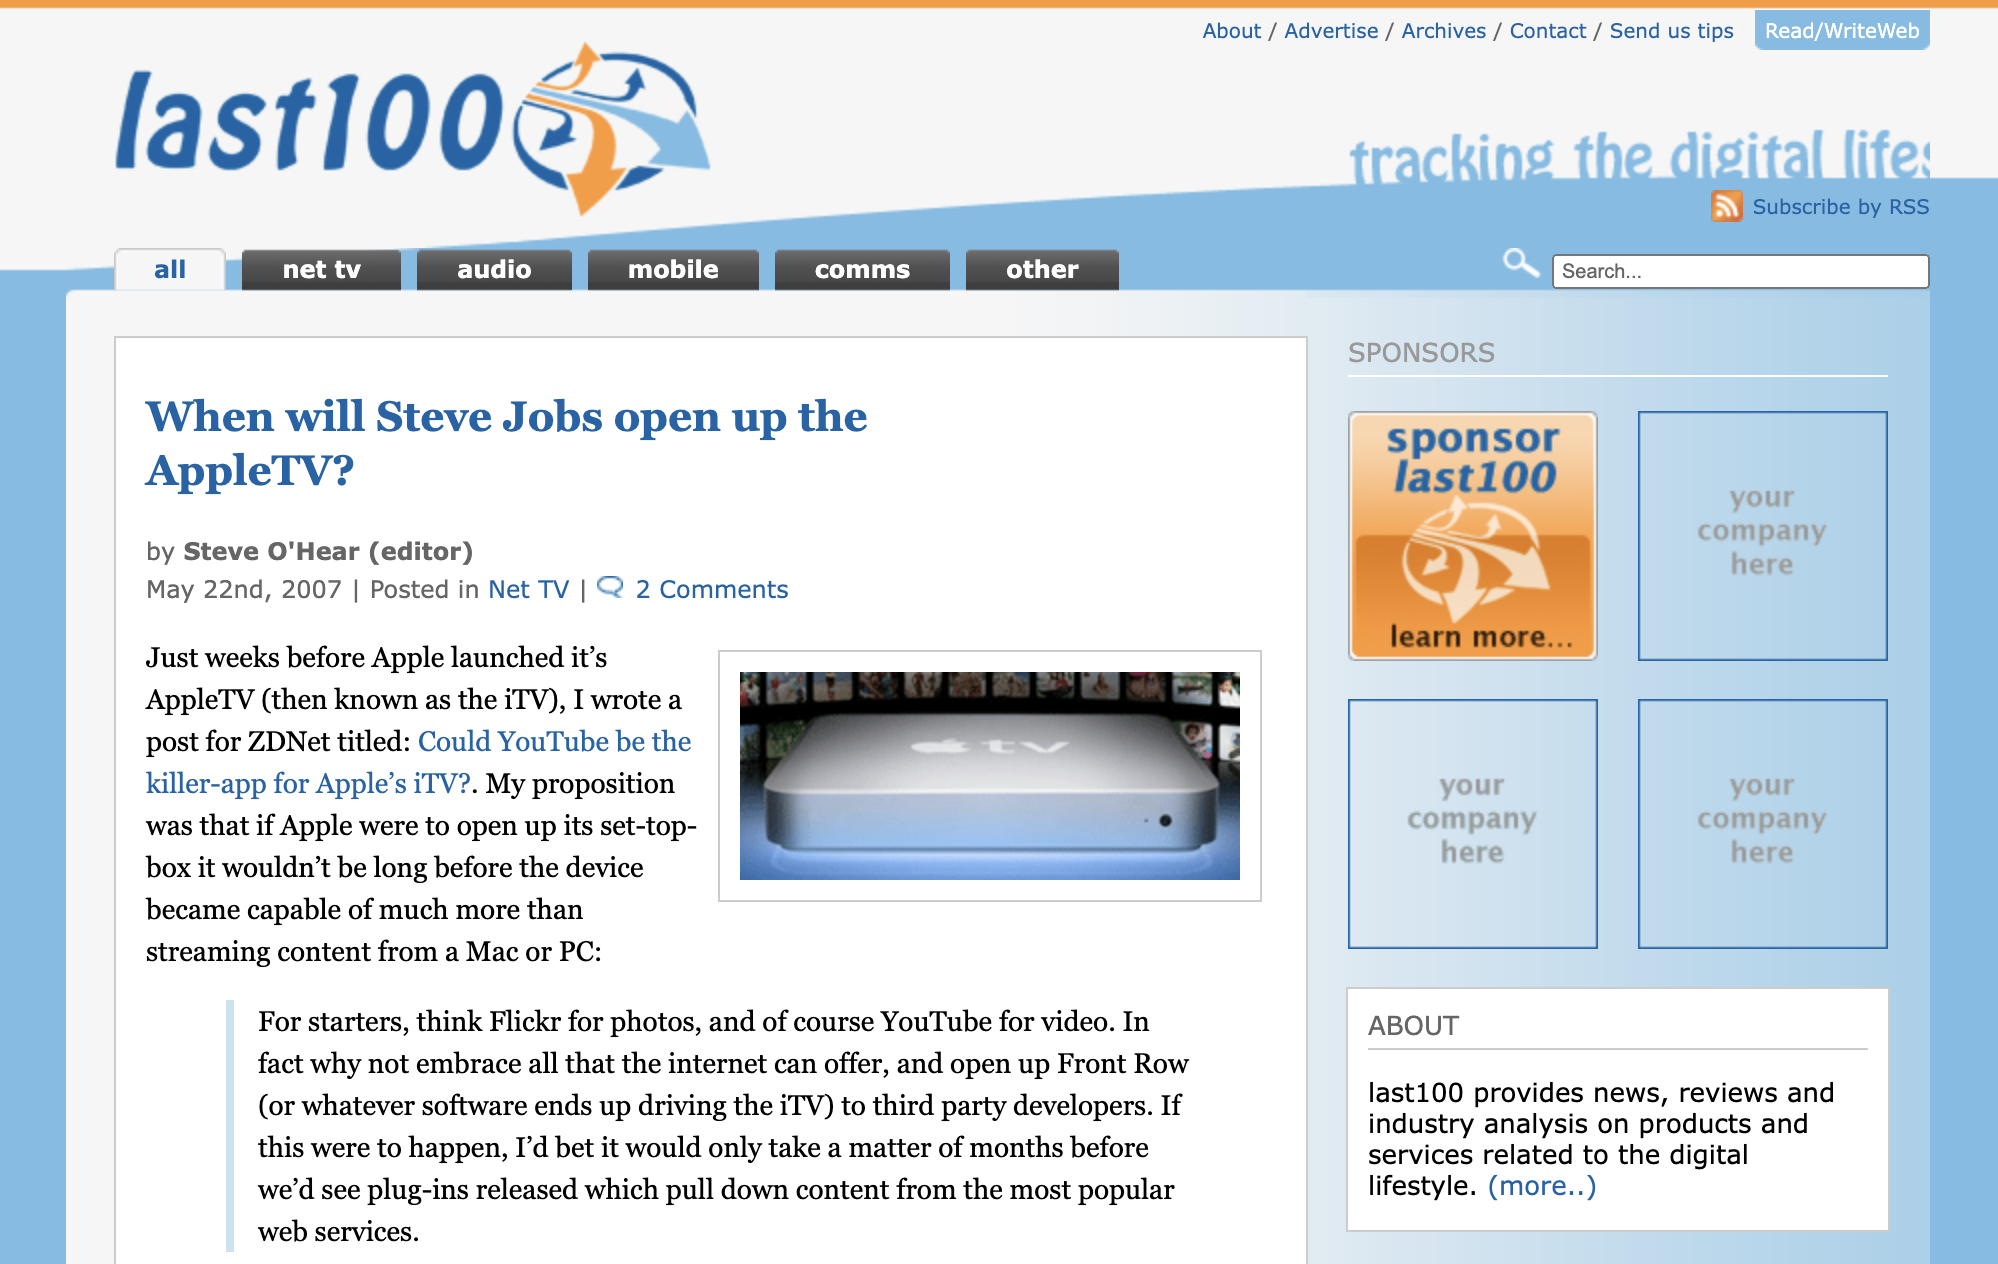 About / Advertise / Archives / Contact / Send us tips Read/WriteWeb
last100
tracking the digital
Subscribe by RSS
all net tv audio mobile comms other
Search...
When will Steve Jobs open up the
AppleTV?
by Steve O'Hear (editor)
May 22nd, 2007 | Posted in Net TV | 2 Comments
Just weeks before Apple launched it’s
AppleTV (then known as the iTV), I wrote a
post for ZDNet titled: Could YouTube be the
killer-app for Apple’s iTV?. My proposition
was that if Apple were to open up its set-top-
box it wouldn’t be long before the device
became capable of much more than
streaming content from a Mac or PC:
tv
For starters, think Flickr for photos, and of course YouTube for video. In
fact why not embrace all that the internet can offer, and open up Front Row
(or whatever software ends up driving the iTV) to third party developers. If
this were to happen, I’d bet it would only take a matter of months before
we’d see plug-ins released which pull down content from the most popular
web services.
SPONSORS
sponsor
last100
learn more...
your
company
here
your
company
here
your
company
here
ABOUT
last100 provides news, reviews and
industry analysis on products and
services related to the digital
lifestyle. (more..)